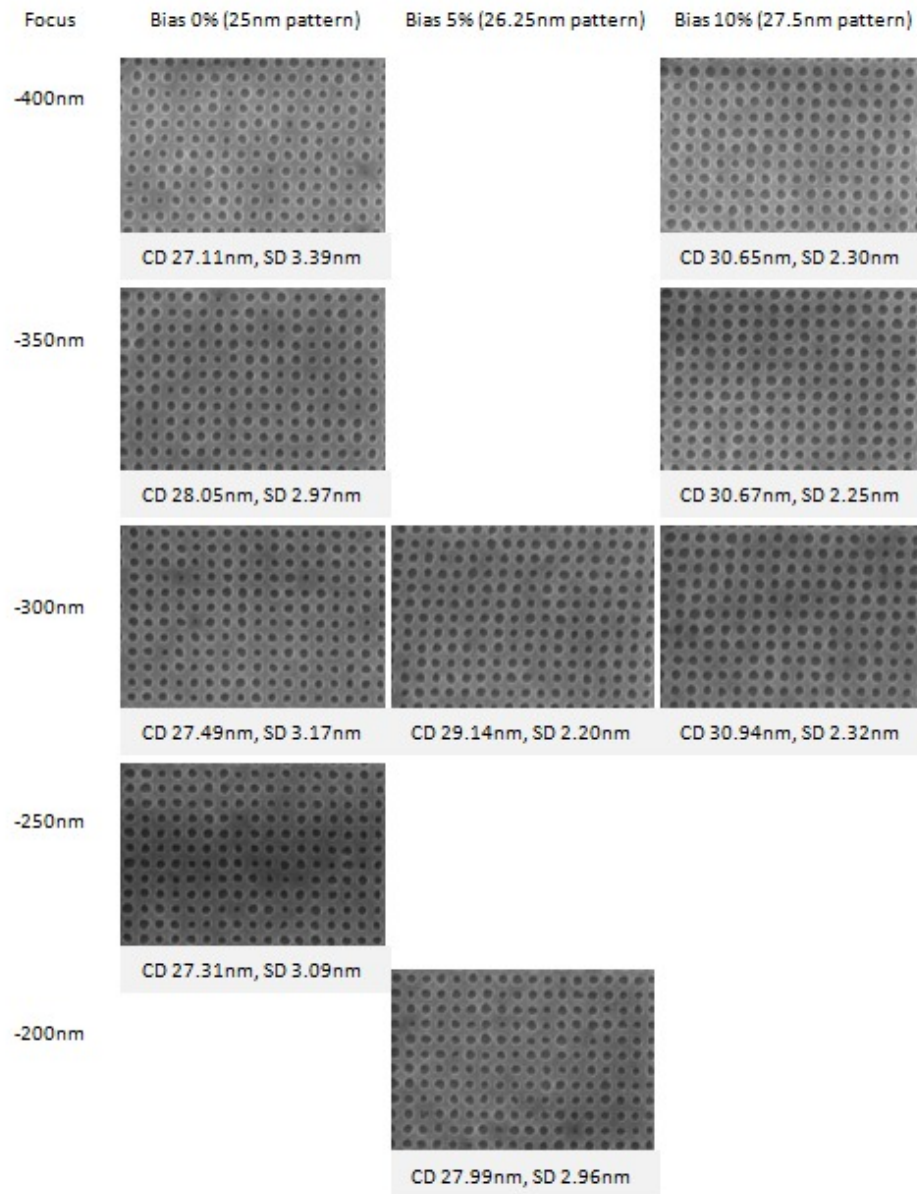 Focus Bias 0% (25nm pattern) Bias 5% (26.25nm pattern) Bias 10% (27.5nm pattern)
-400nm
CD 27.11nm, SD 3.39nm CD 30.65nm, SD 2.30nm
-350nm
CD 28.05nm, SD 2.97nm CD 30.67nm, SD 2.25nm
-300nm
CD 27.49nm, SD 3.17nm CD 29.14nm, SD 2.20nm CD 30.94nm, SD 2.32nm
-250nm
CD 27.31nm, SD 3.09nm
-200nm
CD 27.99nm, SD 2.96nm